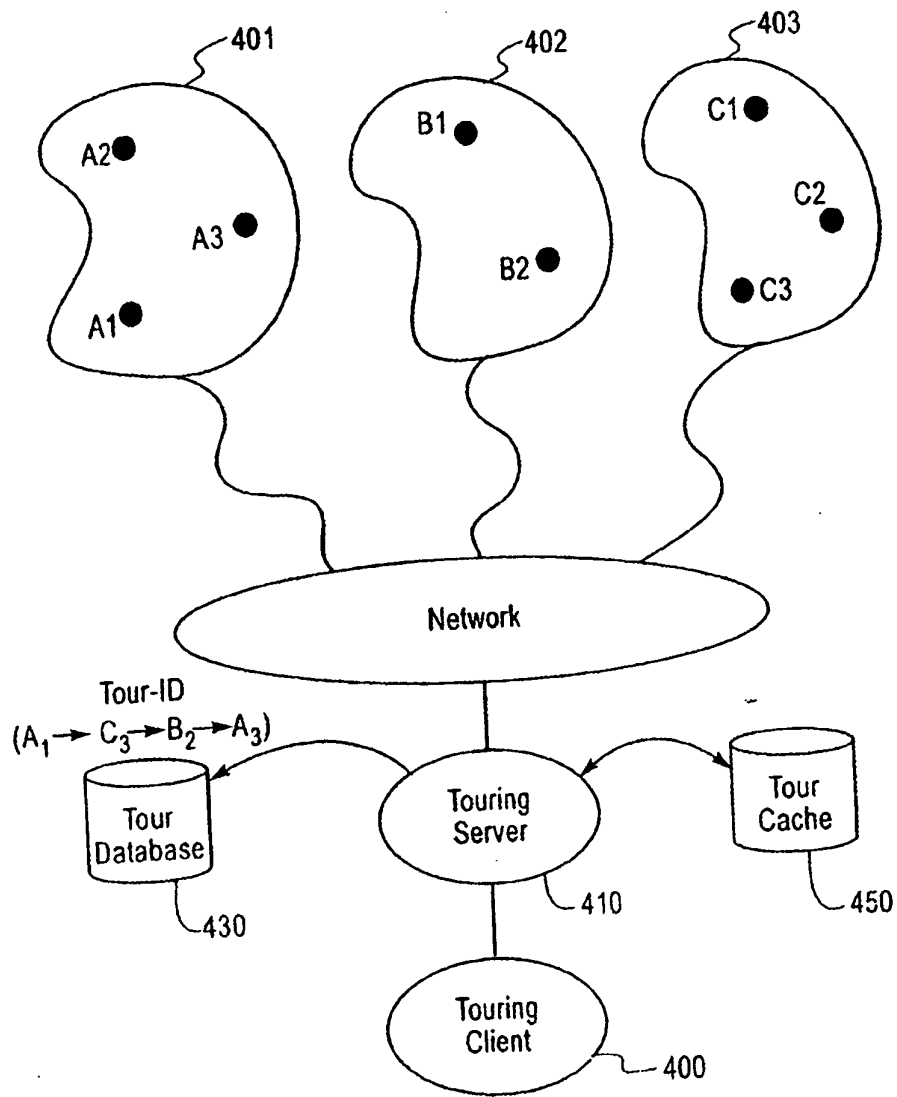 401
402
403
A2
A3
A1
B1
B2
C1
C2
C3
Network
Tour-ID
(A₁→ C₃→B₂→A₃)
Tour
Database
430
Touring
Server
410
Tour
Cache
450
Touring
Client
400